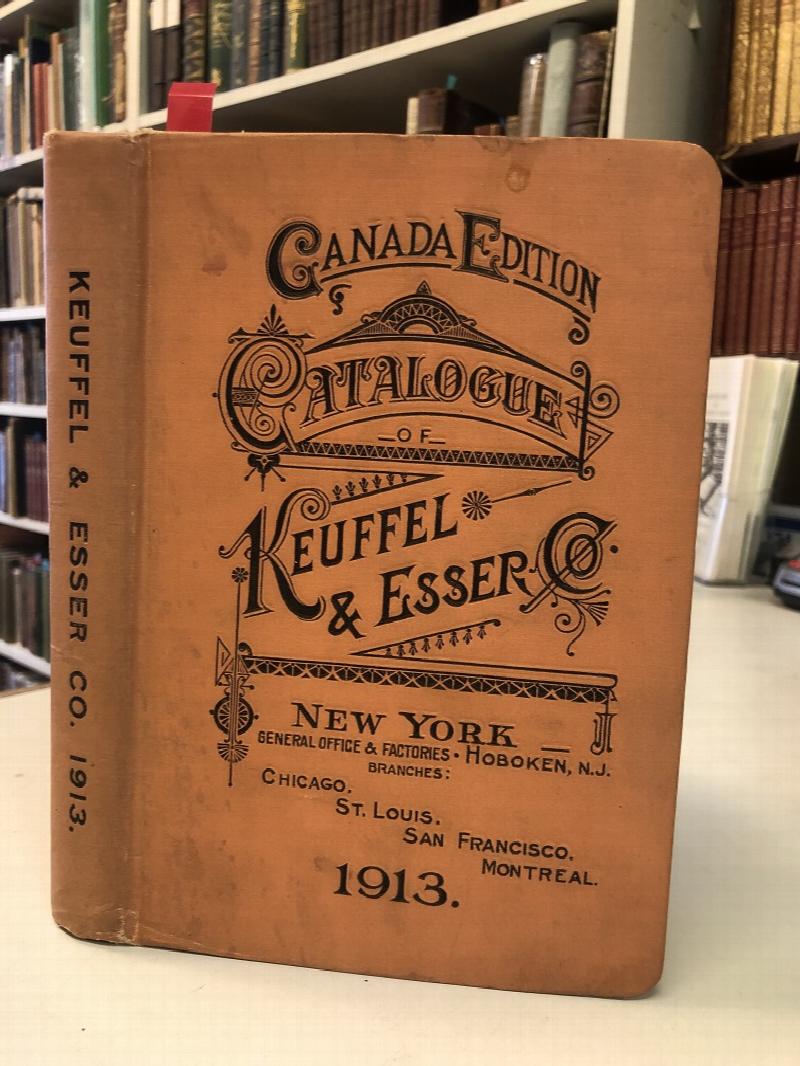 KEUFFEL & ESSER CO. 1913.
CANADA EDITION
CATALOGUE
OF
KEUFFEL
& ESSER CO.
NEW YORK
GENERAL OFFICE & FACTORIES · HOBOKEN, N.J.
BRANCHES:
CHICAGO,
ST. LOUIS,
SAN FRANCISCO,
MONTREAL.
1913.